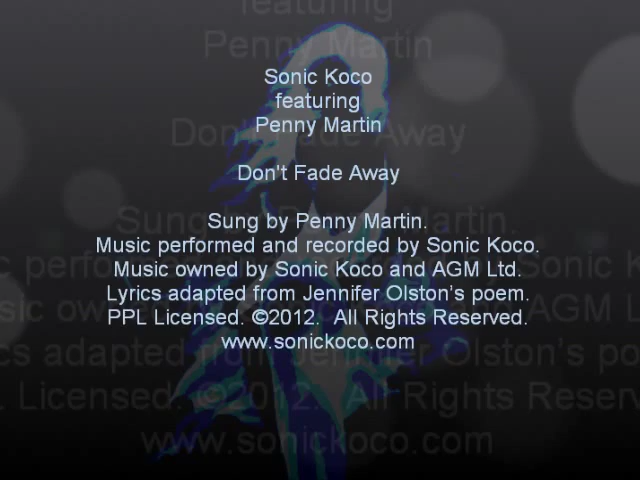 Sonic Koco
featuring
Penny Martin
Don't Fade Away
Sung by Penny Martin.
Music performed and recorded by Sonic Koco.
Music owned by Sonic Koco and AGM Ltd.
Lyrics adapted from Jennifer Olston's poem.
PPL Licensed. ©2012.  All Rights Reserved.
www.sonickoco.com